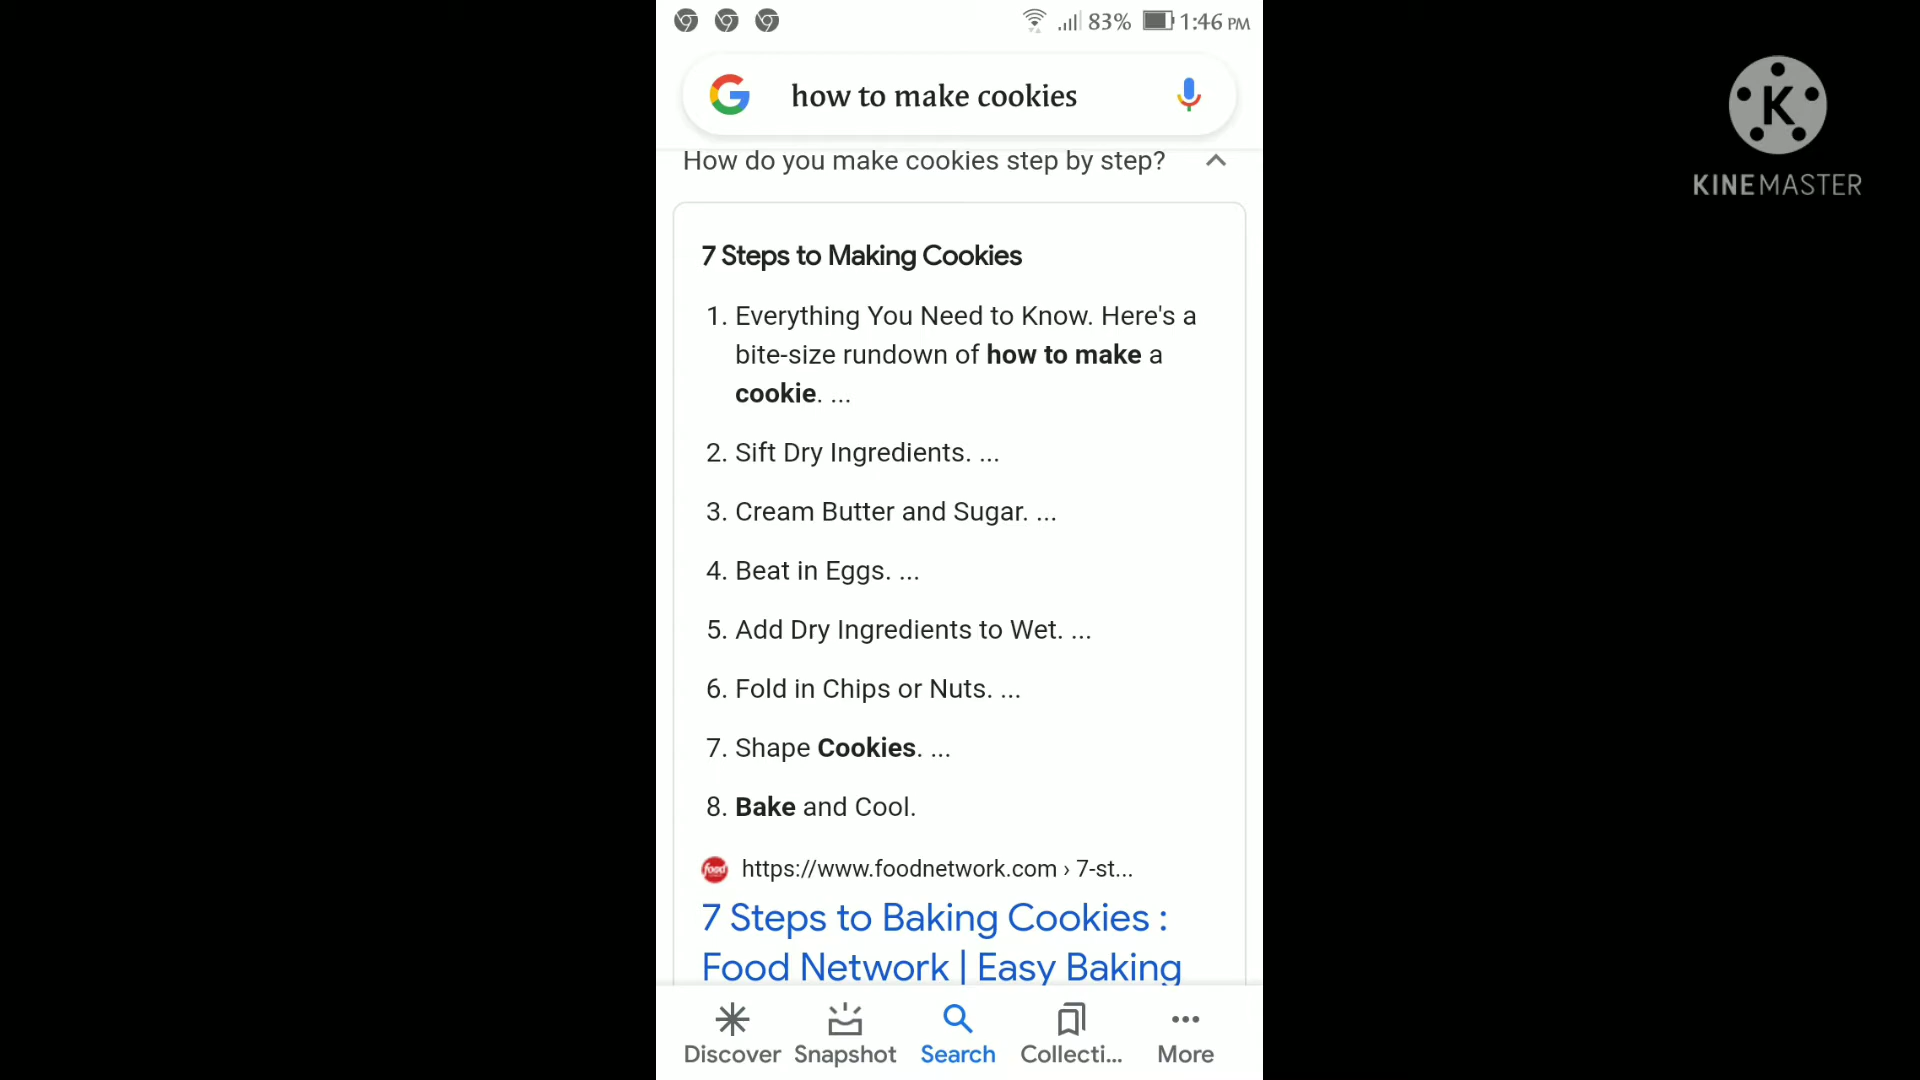 83% 1:46 PM
how to make cookies
How do you make cookies step by step?
7 Steps to Making Cookies
1. Everything You Need to Know. Here's a
bite-size rundown of how to make a
cookie. ...
2. Sift Dry Ingredients. ...
3. Cream Butter and Sugar. ...
4. Beat in Eggs. ...
5. Add Dry Ingredients to Wet. ...
6. Fold in Chips or Nuts. ...
7. Shape Cookies. ...
8. Bake and Cool.
food
https://www.foodnetwork.com › 7-st...
7 Steps to Baking Cookies :
Food Network | Easy Baking
Discover Snapshot Search Collecti... More
K
KINEMASTER